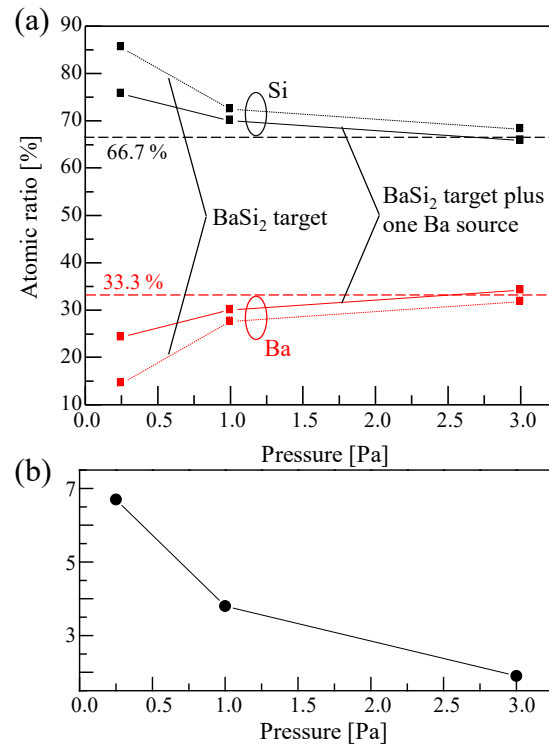 (a)
90
80
70
60
50
40
30
20
10
Atomic ratio [%]
Si
66.7 %
BaSi₂ target
BaSi₂ target plus
one Ba source
33.3 %
Ba
0.0 0.5 1.0 1.5 2.0 2.5 3.0
Pressure [Pa]
(b)
7
5
3
0.0 0.5 1.0 1.5 2.0 2.5 3.0
Pressure [Pa]